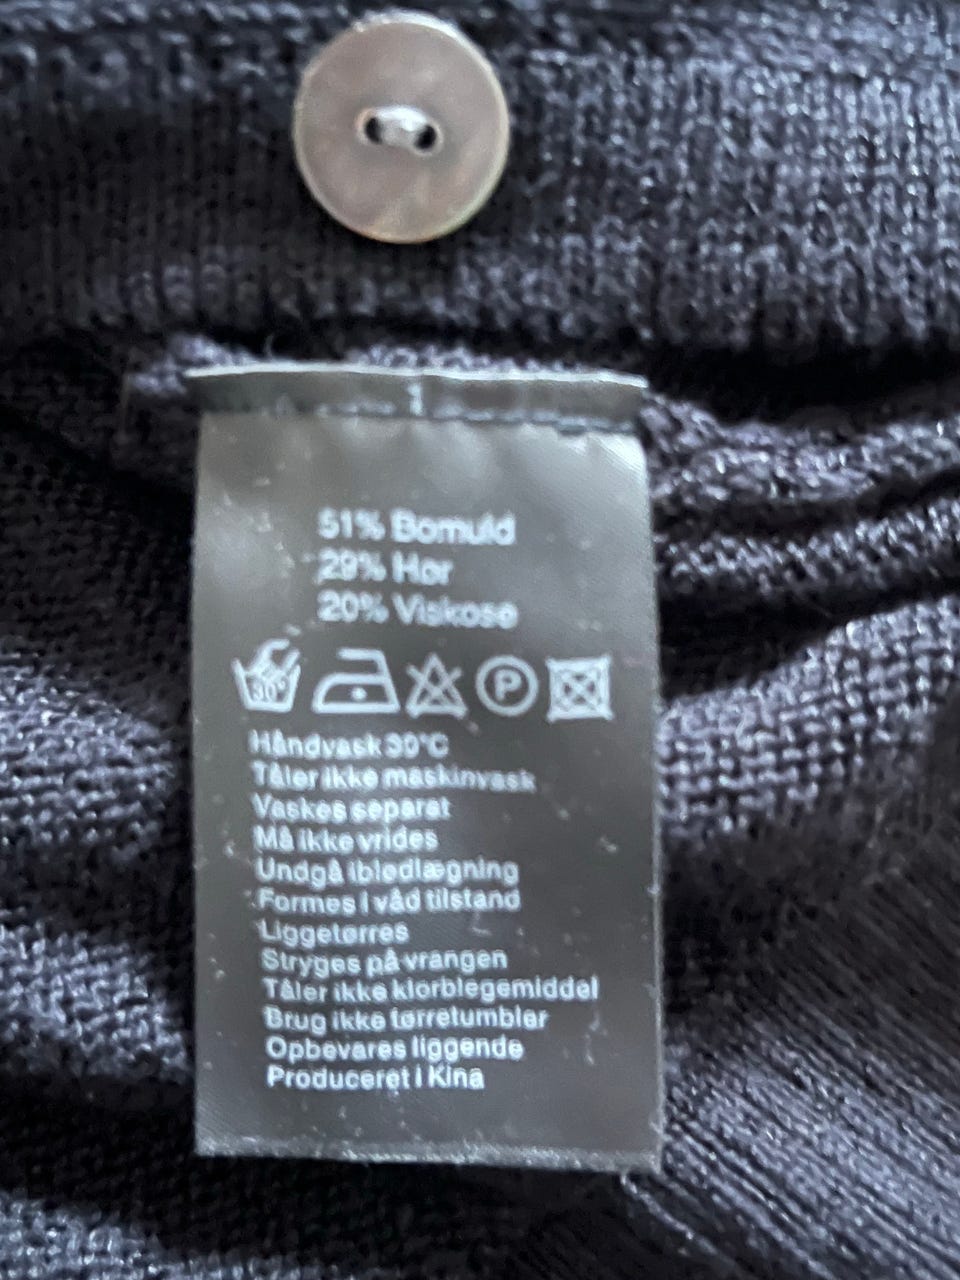 51% Bomuld
29% Hør
20% Viskose
30° P
Håndvask 30°C
Tåler ikke maskinvask
Vaskes separat
Må ikke vrides
Undgå iblødlægning
Formes i våd tilstand
Liggetørres
Stryges på vrangen
Tåler ikke klorblegemiddel
Brug ikke tørretumbler
Opbevares liggende
Produceret i Kina